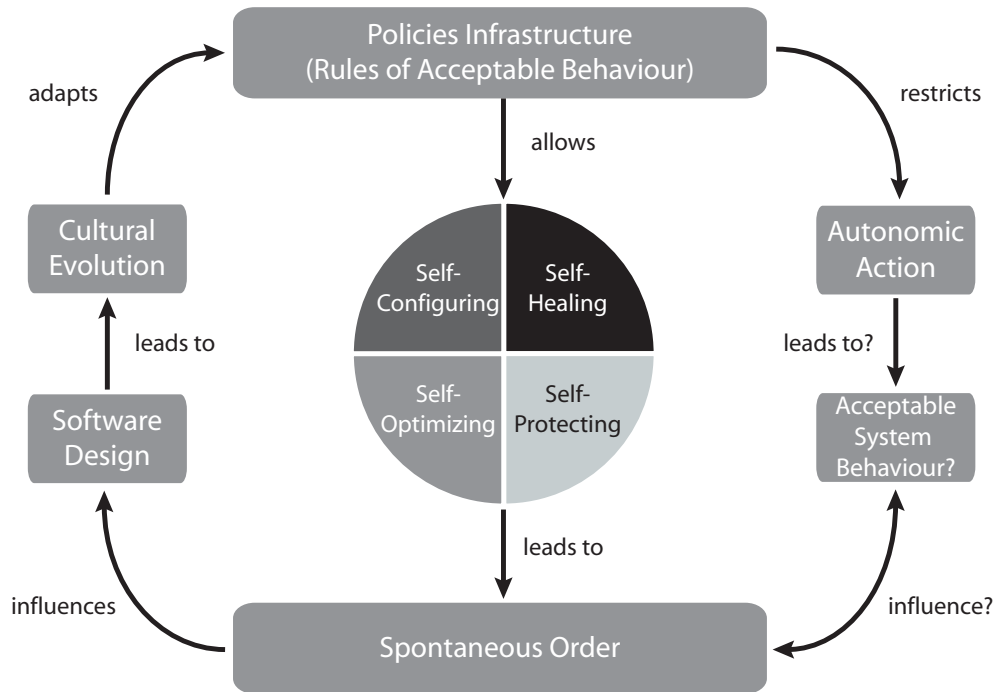 Policies Infrastructure
(Rules of Acceptable Behaviour)
adapts
restricts
allows
Cultural
Evolution
Self-
Configuring
Self-
Healing
Autonomic
Action
leads to
leads to?
Software
Design
Self-
Optimizing
Self-
Protecting
Acceptable
System
Behaviour?
leads to
influences
influence?
Spontaneous Order